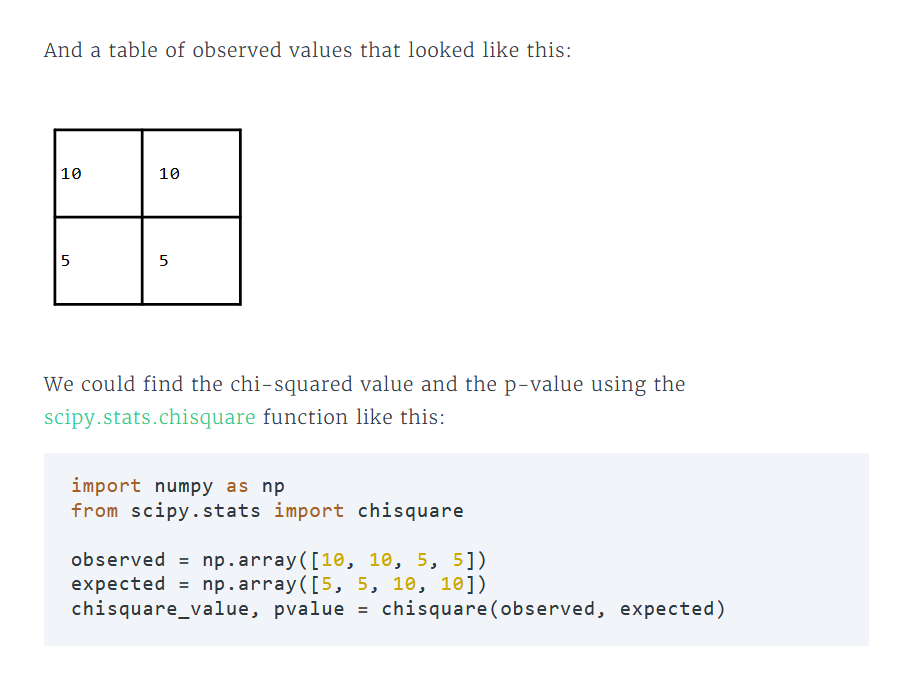 And a table of observed values that looked like this:
10 10
5 5
We could find the chi-squared value and the p-value using the
scipy.stats.chisquare function like this:
import numpy as np
from scipy.stats import chisquare
observed = np.array([10, 10, 5, 5])
expected = np.array([5, 5, 10, 10])
chisquare_value, pvalue = chisquare(observed, expected)